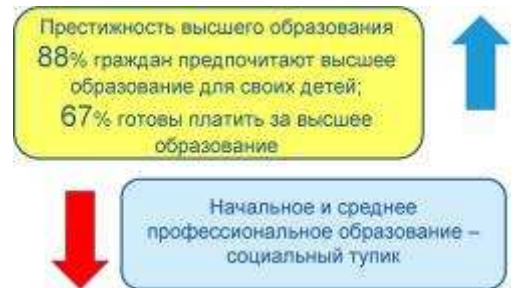 Престижность высшего образования
88% граждан предпочитают высшее
образование для своих детей;
67% готовы платить за высшее
образование
Начальное и среднее
профессиональное образование –
социальный тупик